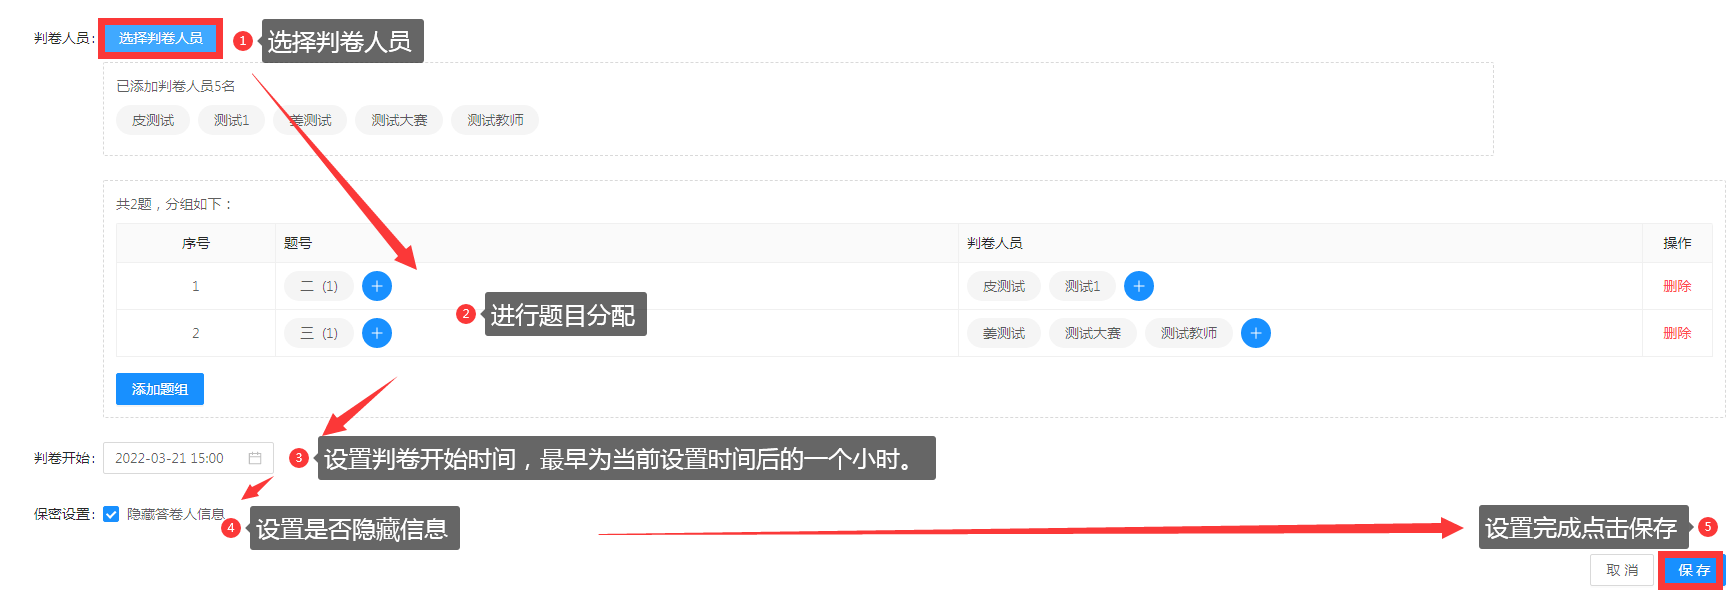 判卷人员：
选择判卷人员
1
选择判卷人员
已添加判卷人员5名
皮测试
测试1
姜测试
测试大赛
测试教师
共2题，分组如下：
序号
题号
判卷人员
操作
1
二 (1)
皮测试
测试1
删除
2
进行题目分配
2
三 (1)
姜测试
测试大赛
测试教师
删除
添加题组
判卷开始：
2022-03-21 15:00
3
设置判卷开始时间，最早为当前设置时间后的一个小时。
保密设置：
隐藏答卷人信息
4
设置是否隐藏信息
设置完成点击保存
5
取 消
保 存